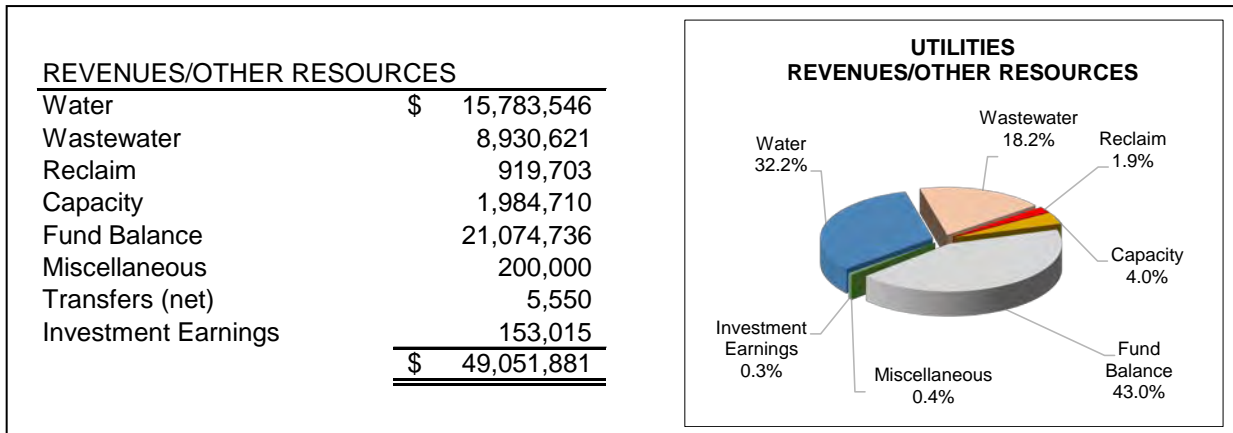 REVENUES/OTHER RESOURCES
Water $ 15,783,546
Wastewater 8,930,621
Reclaim 919,703
Capacity 1,984,710
Fund Balance 21,074,736
Miscellaneous 200,000
Transfers (net) 5,550
Investment Earnings 153,015
$ 49,051,881
UTILITIES
REVENUES/OTHER RESOURCES
Wastewater
18.2%
Reclaim
1.9%
Water
32.2%
Capacity
4.0%
Investment
Earnings
0.3%
Miscellaneous
0.4%
Fund
Balance
43.0%